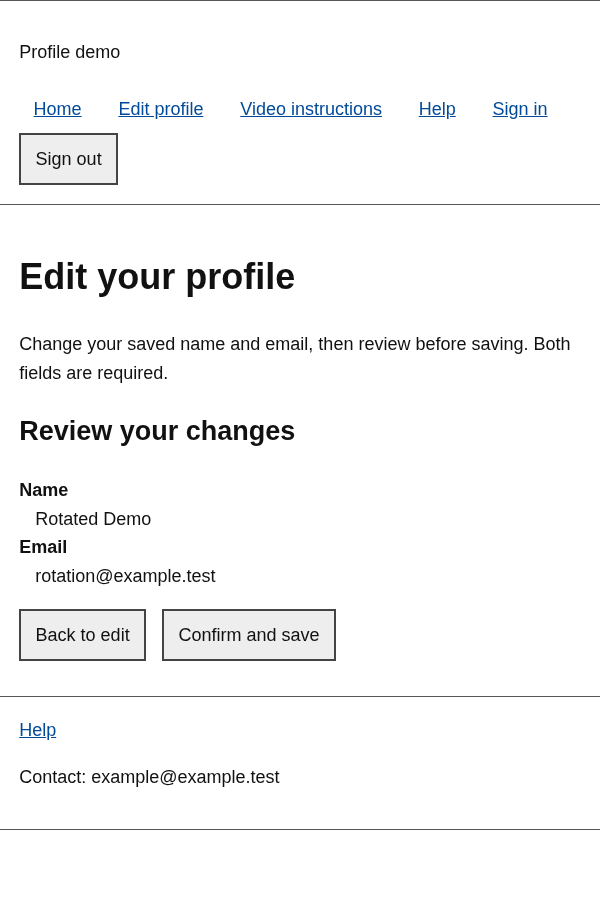 Profile demo
Home Edit profile Video instructions Help Sign in
Sign out
Edit your profile
Change your saved name and email, then review before saving. Both
fields are required.
Review your changes
Name
Rotated Demo
Email
rotation@example.test
Back to edit Confirm and save
Help
Contact: example@example.test